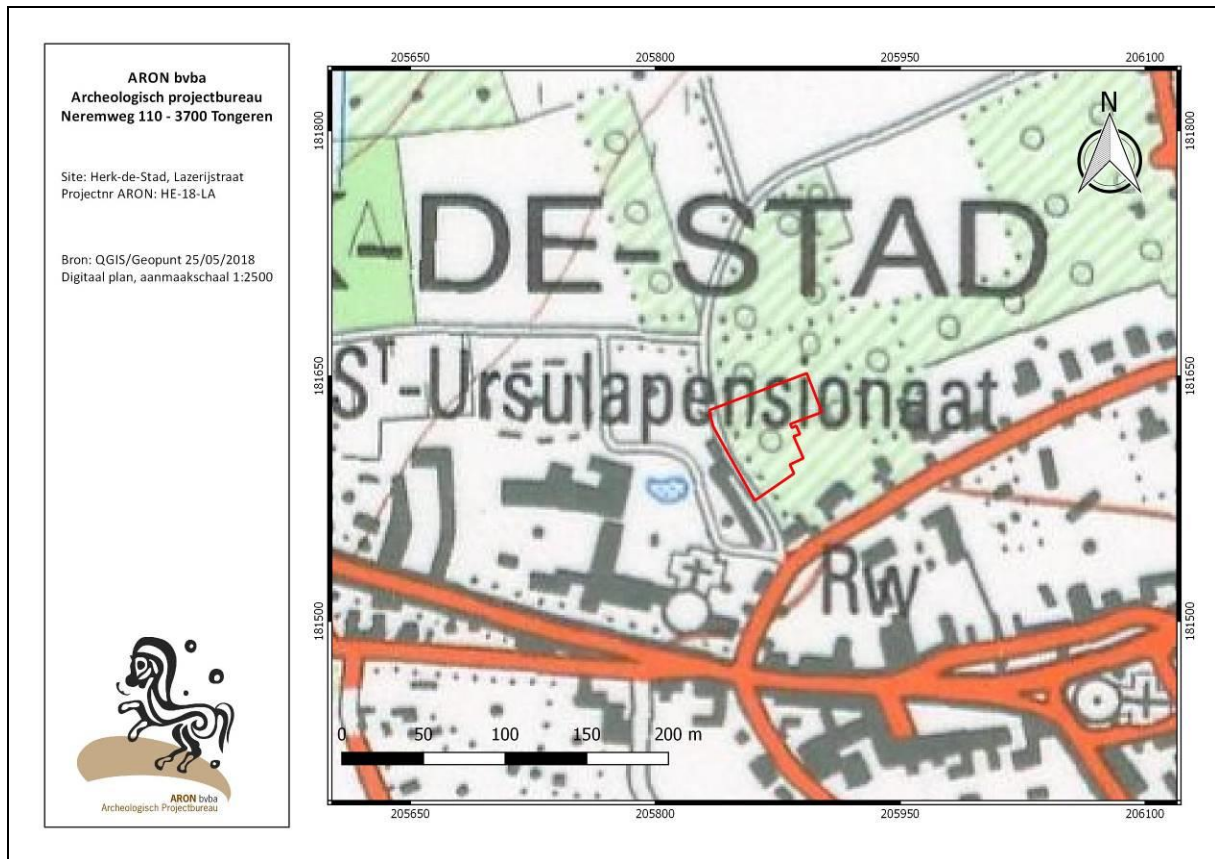 ARON bvba
Archeologisch projectbureau
Neremweg 110 - 3700 Tongeren
Site: Herk-de-Stad, Lazerijstraat
Projectnr ARON: HE-18-LA
Bron: QGIS/Geopunt 25/05/2018
Digitaal plan, aanmaakschaal 1:2500
ARON bvba
Archeologisch Projectbureau
205650 205800 205950 206100
181800 181800
N
K-DE-STAD
181650 181650
Sᵀ-Ursulapensionaat
Rw
181500 181500
0 50 100 150 200 m
205650 205800 205950 206100